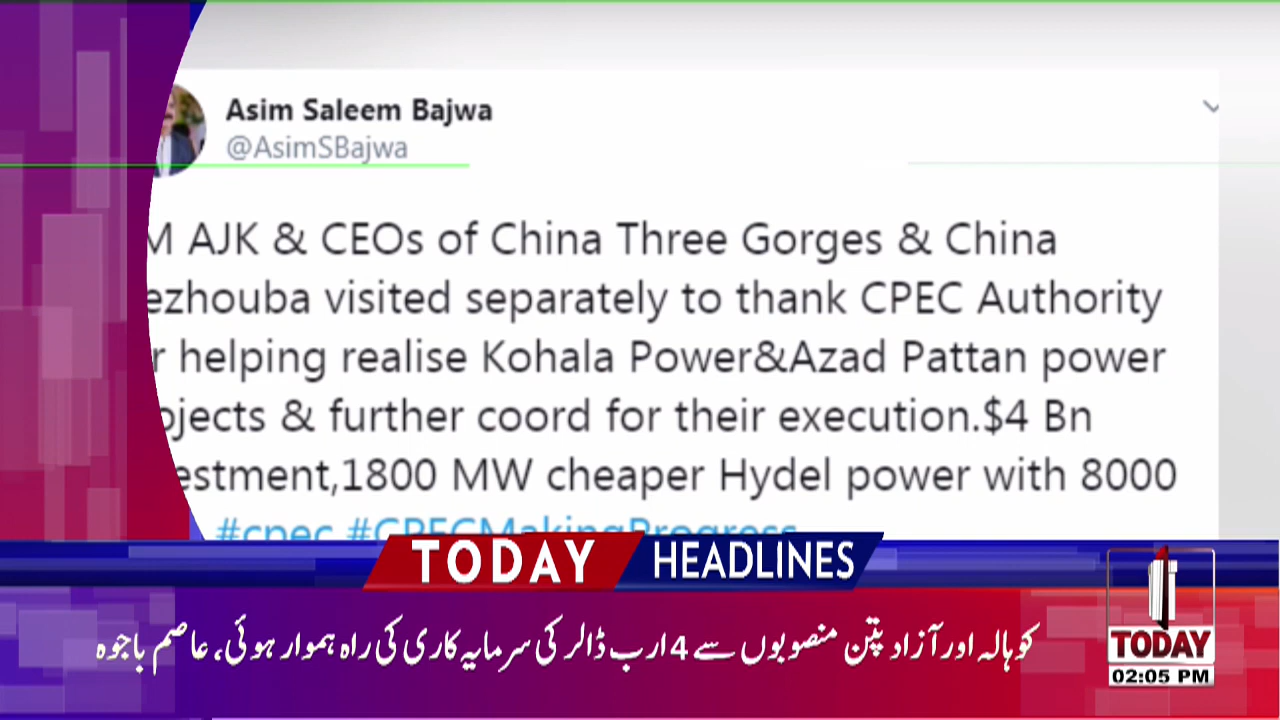 Asim Saleem Bajwa
@AsimSBajwa
M AJK & CEOs of China Three Gorges & China
ezhouba visited separately to thank CPEC Authority
r helping realise Kohala Power&Azad Pattan power
ojects & further coord for their execution.$4 Bn
estment,1800 MW cheaper Hydel power with 8000
#cpec #CPECMakingProgress
TODAY HEADLINES
کوہالہ اور آزاد پتن منصوبوں سے 4 ارب ڈالر کی سرمایہ کاری کی راہ ہموار ہوئی، عاصم باجوہ
TODAY
02:05 PM